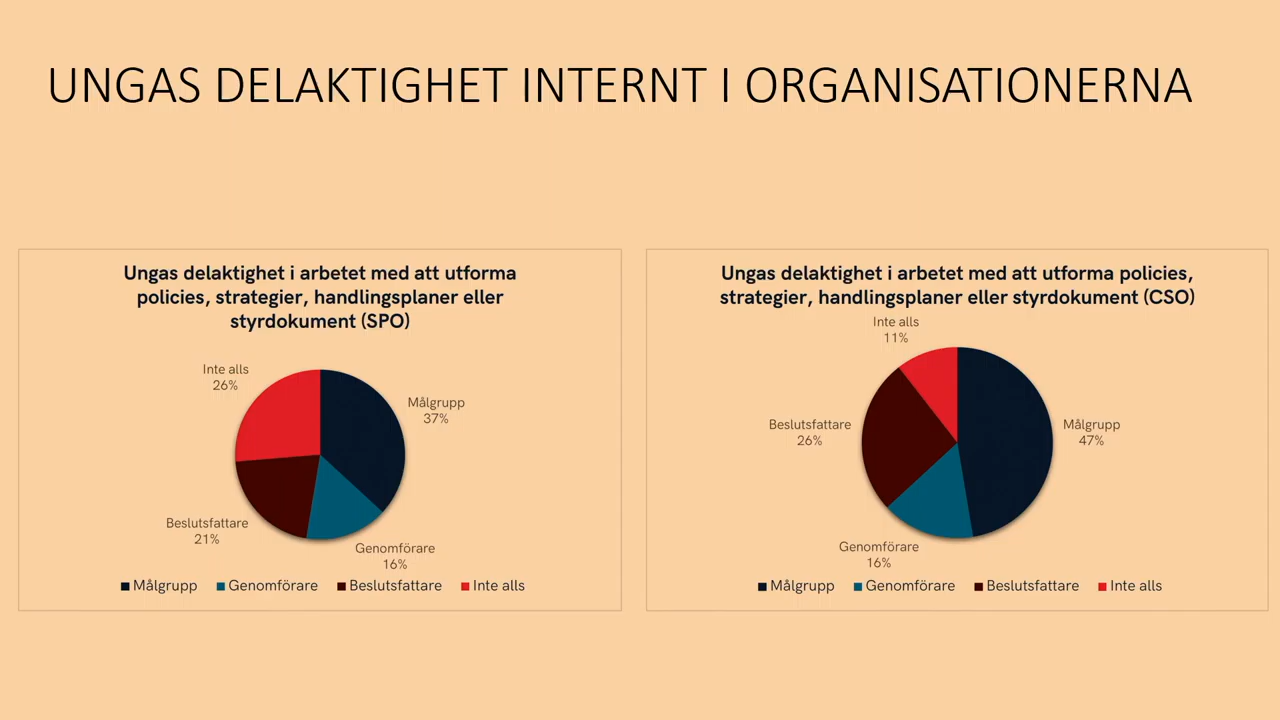 UNGAS DELAKTIGHET INTERNT I ORGANISATIONERNA
Ungas delaktighet i arbetet med att utforma
policies, strategier, handlingsplaner eller
styrdokument (SPO)
Inte alls
26%
Målgrupp
37%
Beslutsfattare
21%
Genomförare
16%
Målgrupp Genomförare Beslutsfattare Inte alls
Ungas delaktighet i arbetet med att utforma policies,
strategier, handlingsplaner eller styrdokument (CSO)
Inte alls
11%
Beslutsfattare
26%
Målgrupp
47%
Genomförare
16%
Målgrupp Genomförare Beslutsfattare Inte alls